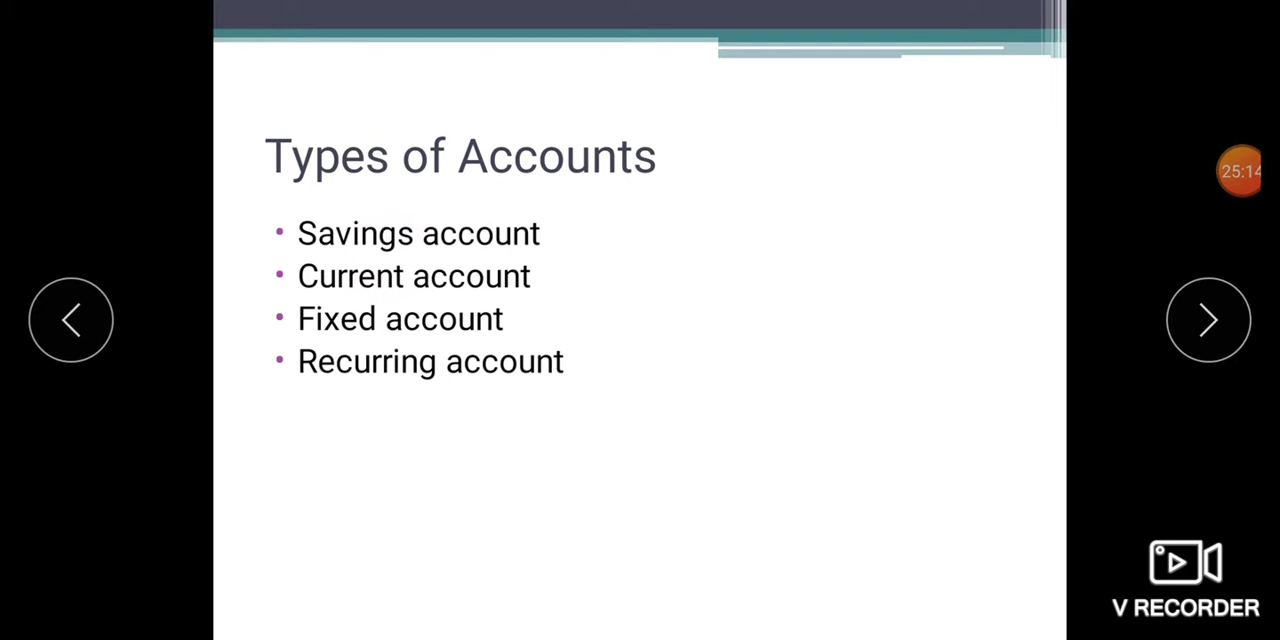 Types of Accounts
• Savings account
• Current account
• Fixed account
• Recurring account
25:14
V RECORDER